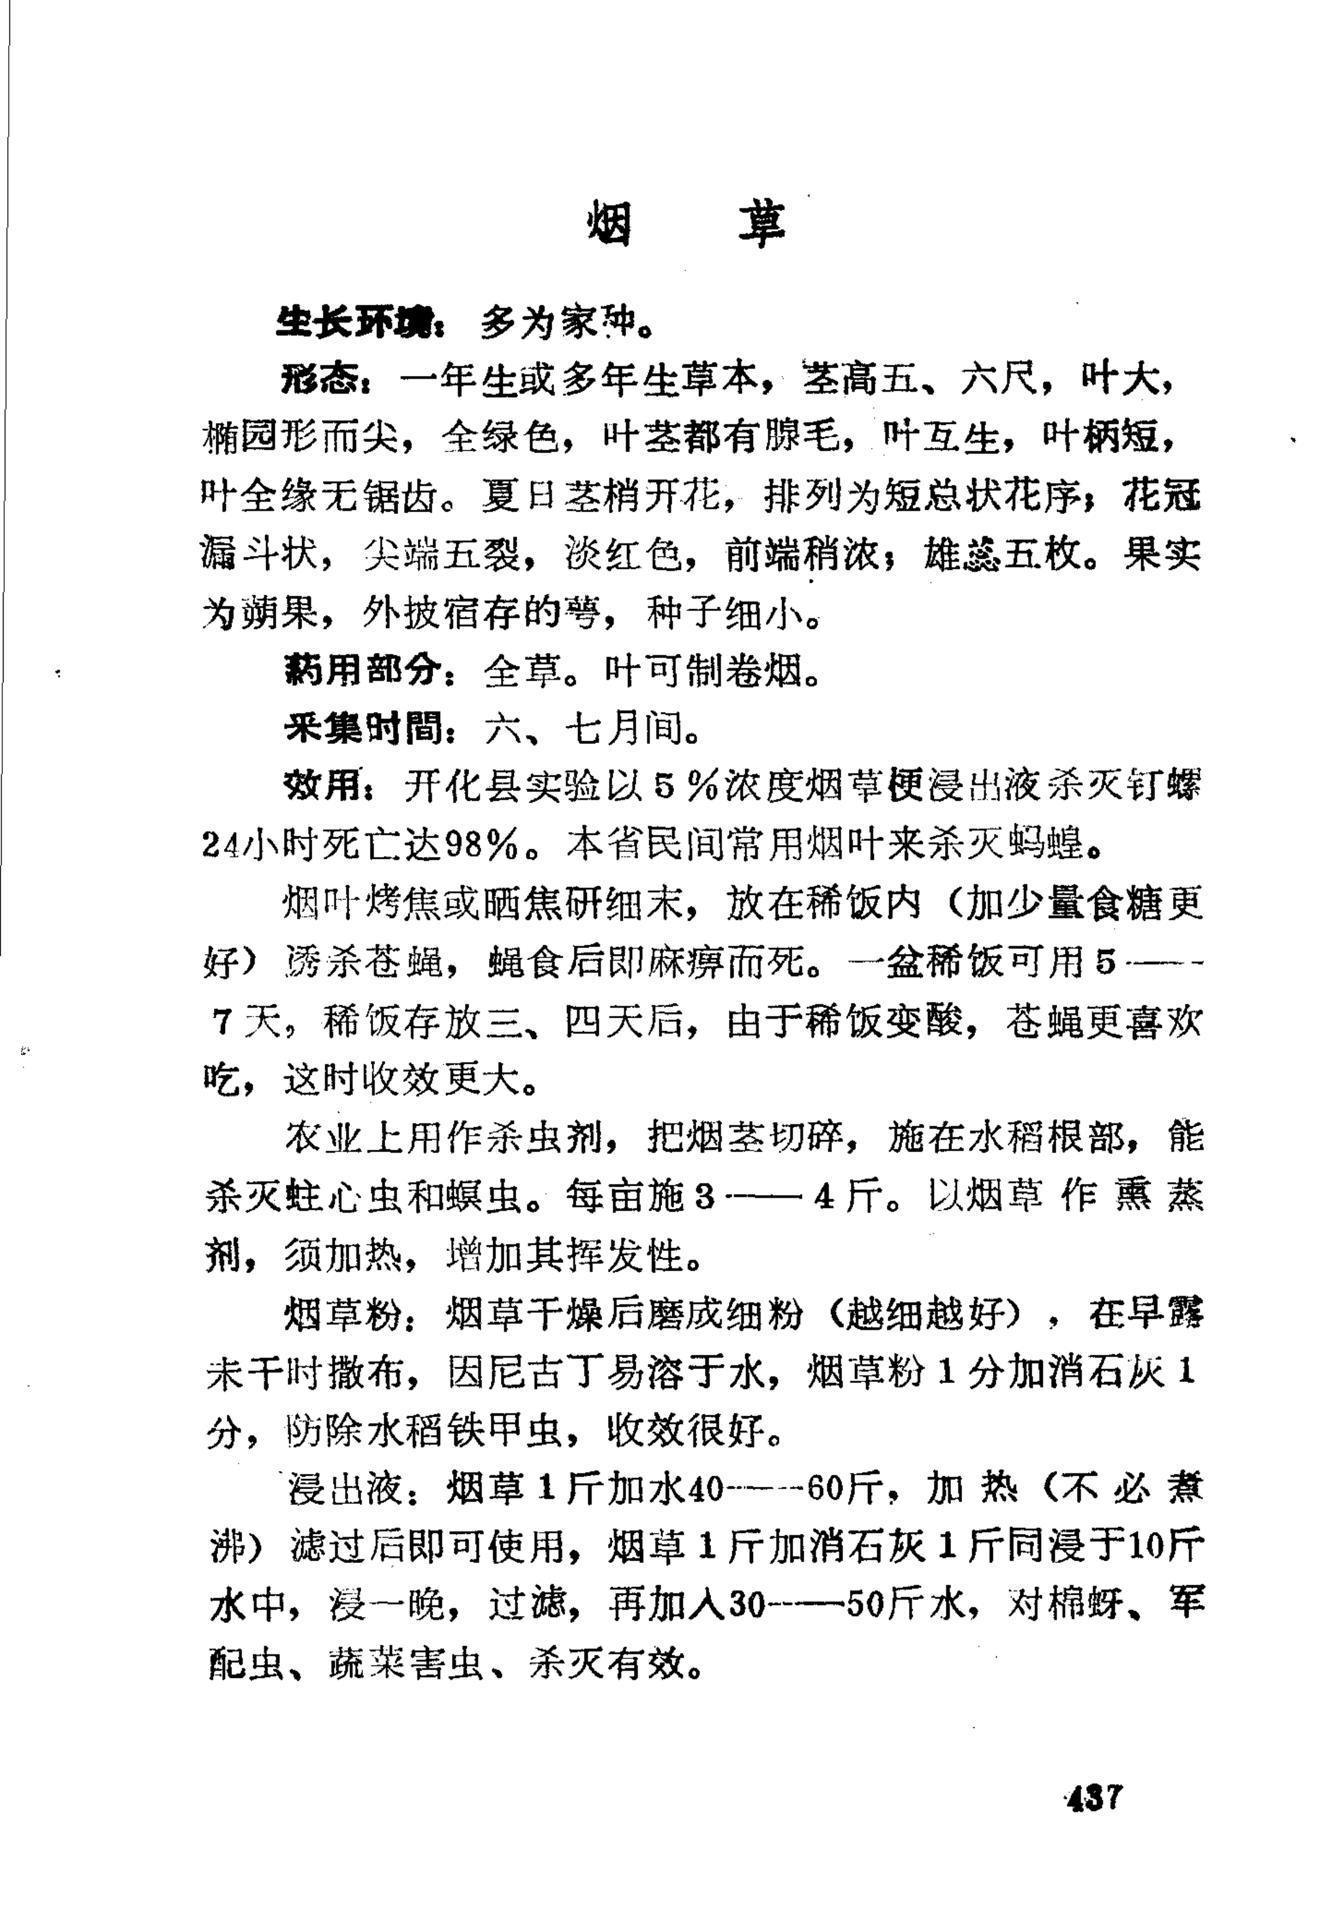 烟　草
生长环境：多为家种。
形态：一年生或多年生草本，茎高五、六尺，叶大，
椭园形而尖，全绿色，叶茎都有腺毛，叶互生，叶柄短，
叶全缘无锯齿。夏日茎梢开花，排列为短总状花序；花冠
漏斗状，尖端五裂，淡红色，前端稍浓；雄蕊五枚。果实
为蒴果，外披宿存的萼，种子细小。
药用部分：全草。叶可制卷烟。
采集时間：六、七月间。
效用：开化县实验以5％浓度烟草梗浸出液杀灭钉螺
24小时死亡达98％。本省民间常用烟叶来杀灭蚂蝗。
烟叶烤焦或晒焦研细末，放在稀饭内（加少量食糖更
好）诱杀苍蝇，蝇食后即麻痹而死。一盆稀饭可用5——
7天，稀饭存放三、四天后，由于稀饭变酸，苍蝇更喜欢
吃，这时收效更大。
农业上用作杀虫剂，把烟茎切碎，施在水稻根部，能
杀灭蛀心虫和螟虫。每亩施3——4斤。以烟草作熏蒸
剂，须加热，增加其挥发性。
烟草粉：烟草干燥后磨成细粉（越细越好），在早露
未干时撒布，因尼古丁易溶于水，烟草粉1分加消石灰1
分，防除水稻铁甲虫，收效很好。
浸出液：烟草1斤加水40——60斤，加热（不必煮
沸）滤过后即可使用，烟草1斤加消石灰1斤同浸于10斤
水中，浸一晚，过滤，再加入30——50斤水，对棉蚜、军
配虫、蔬菜害虫、杀灭有效。
437